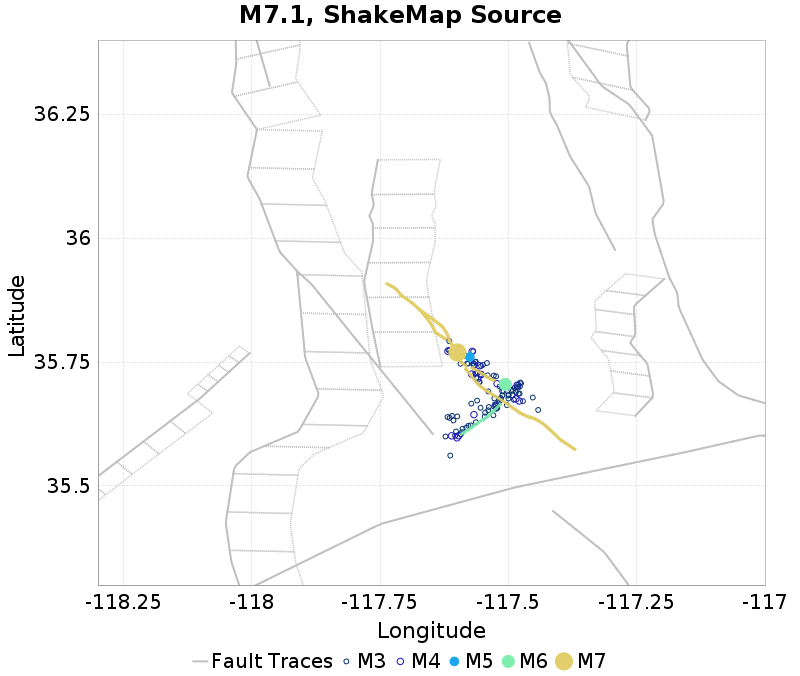 M7.1, ShakeMap Source
Latitude
36.25
36
35.75
35.5
-118.25 -118 -117.75 -117.5 -117.25 -117
Longitude
Fault Traces M3 M4 M5 M6 M7